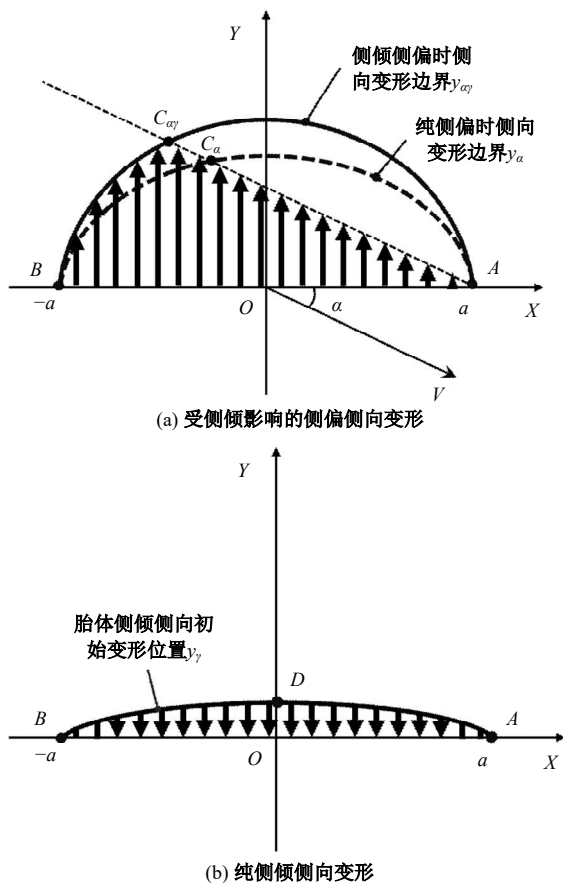 Y
侧倾侧偏时侧
向变形边界yαγ
Cαγ
Cα
纯侧偏时侧向
变形边界yα
B
A
−a
O
α
a
X
V
(a) 受侧倾影响的侧偏侧向变形
Y
胎体侧倾侧向初
始变形位置yγ
D
B
A
−a
O
a
X
(b) 纯侧倾侧向变形